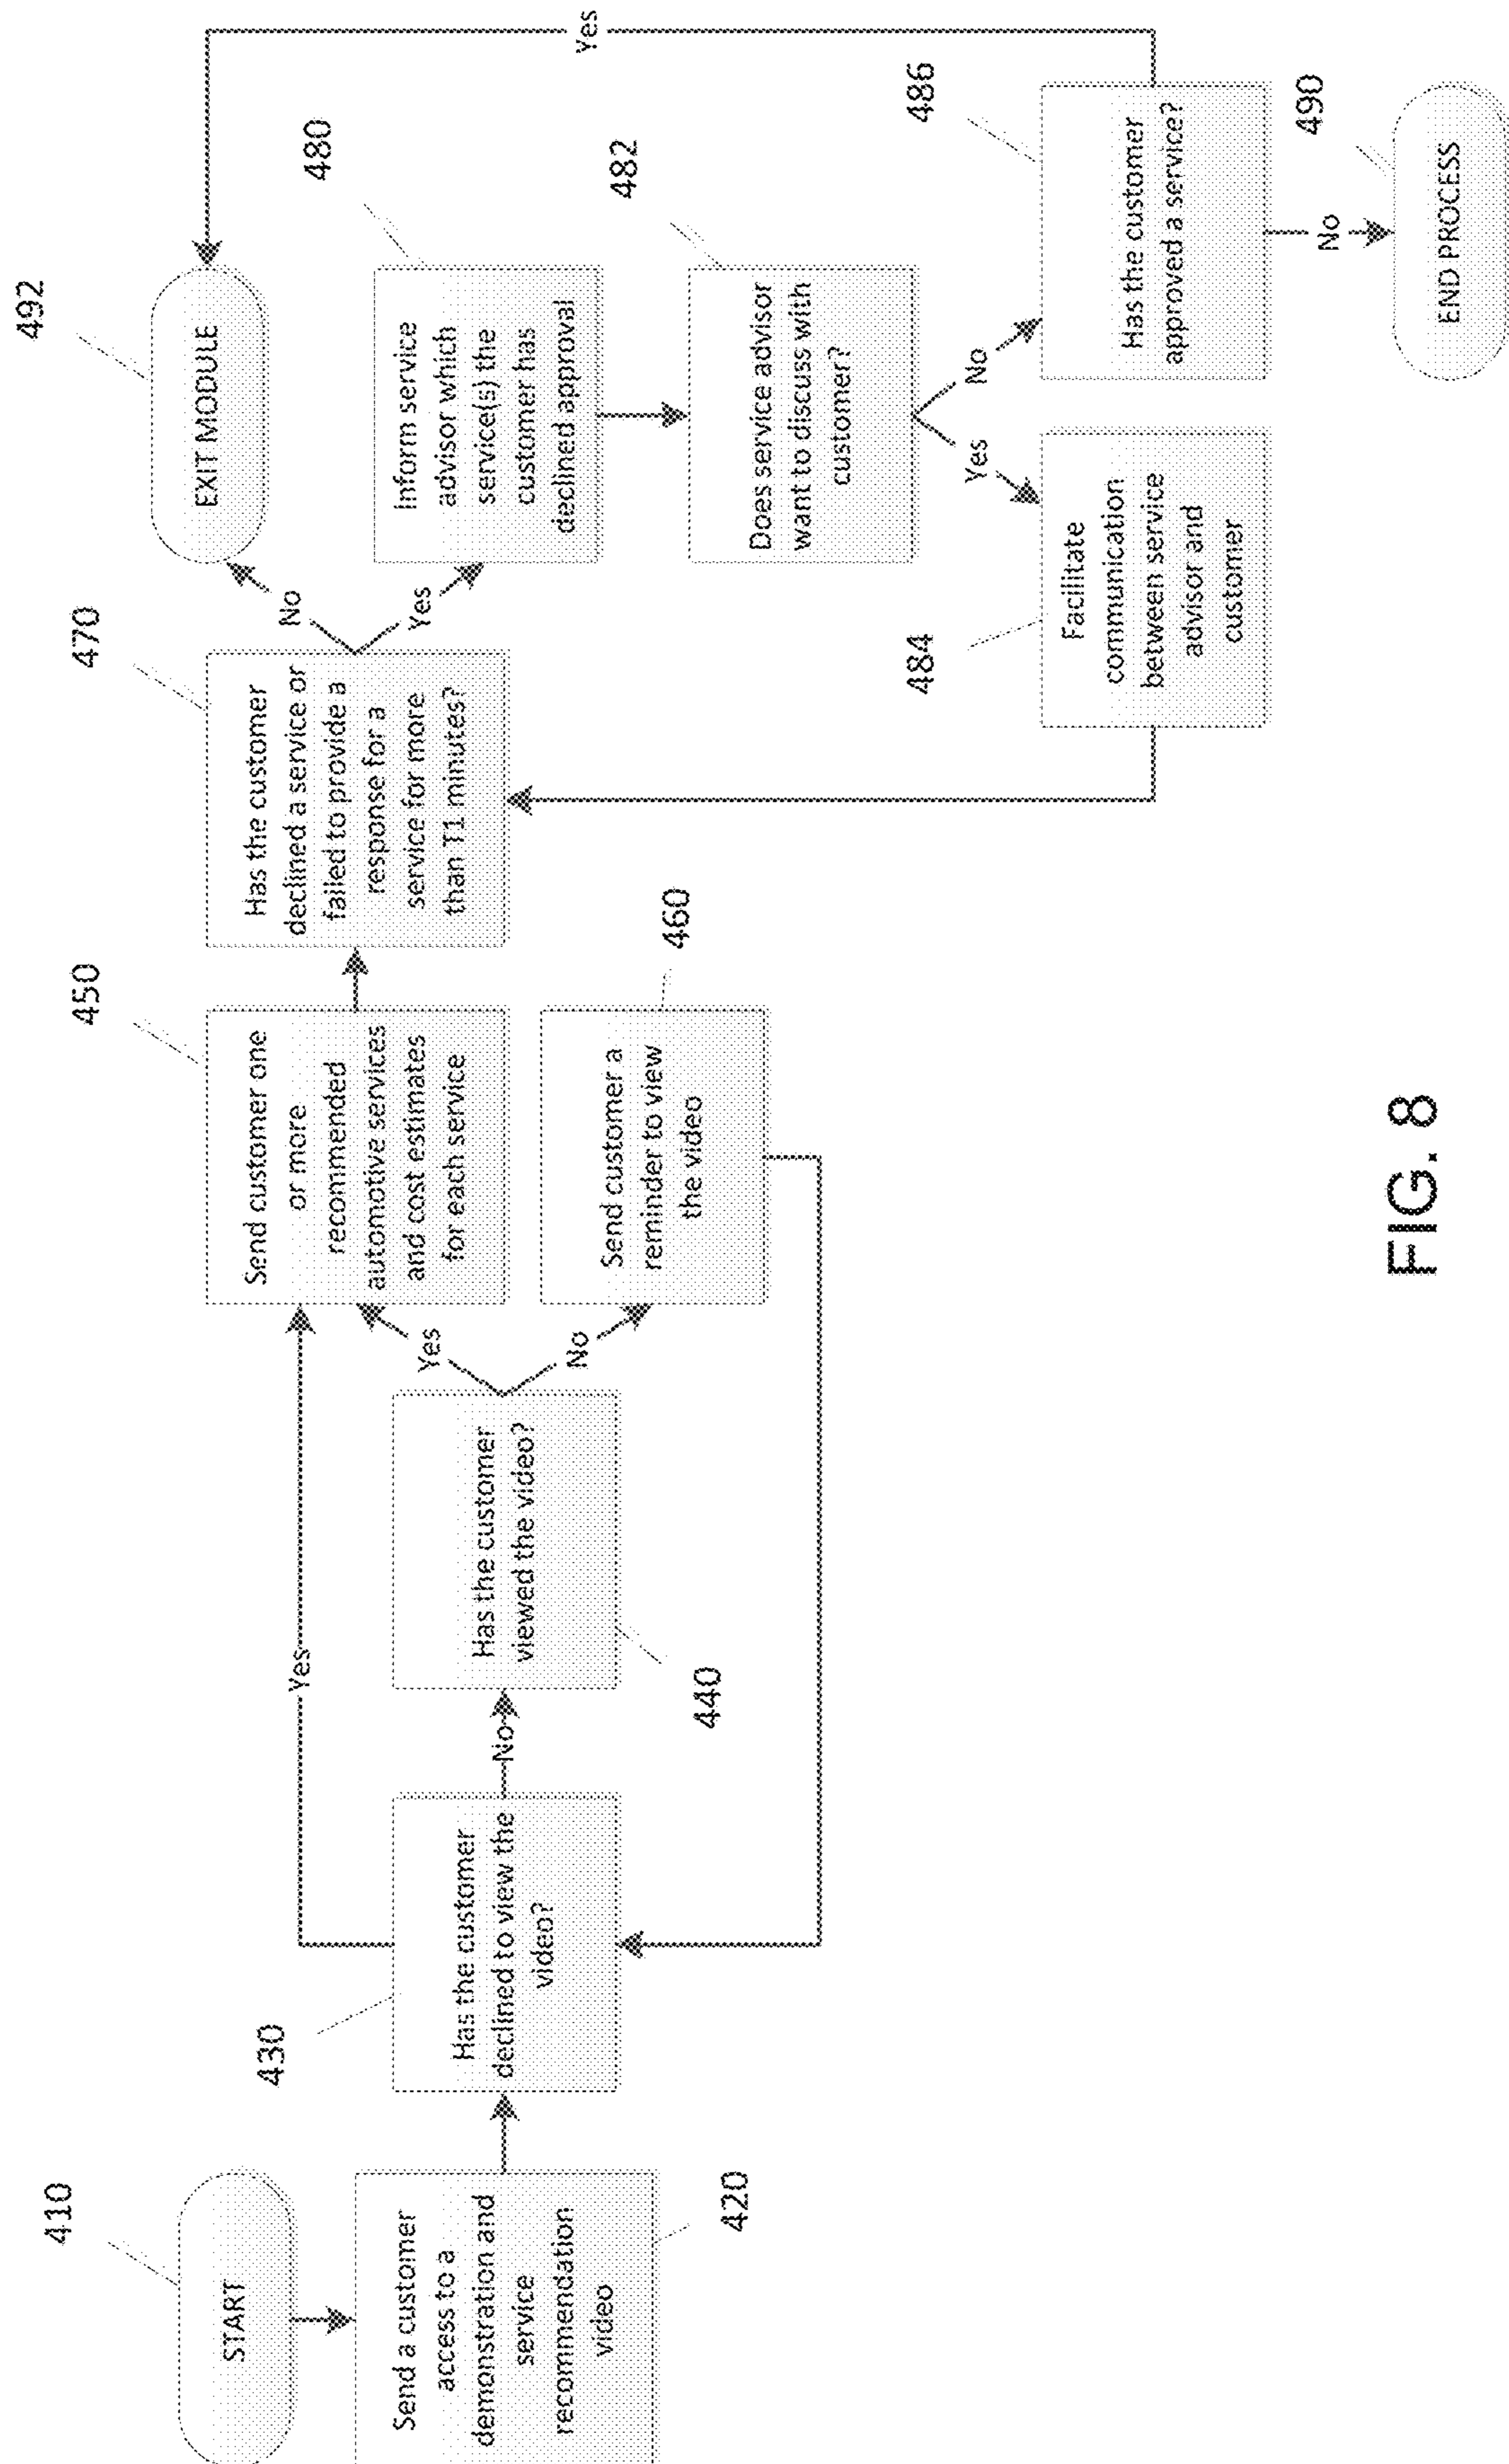 410
START
Send a customer
access to a
demonstration and
service
recommendation
video
420
430
Has the customer
declined to view the
video?
Yes
No
Has the customer
viewed the video?
440
Yes
No
450
Send customer one
or more
recommended
automotive services
and cost estimates
for each service
Send customer a
reminder to view
the video
460
470
Has the customer
declined a service or
failed to provide a
response for a
service for more
than T1 minutes?
No
Yes
492
EXIT MODULE
480
Inform service
advisor which
service(s) the
customer has
declined approval
482
Does service advisor
want to discuss with
customer?
Yes
No
484
Facilitate
communication
between service
advisor and
customer
486
Has the customer
approved a service?
Yes
No
490
END PROCESS
FIG. 8